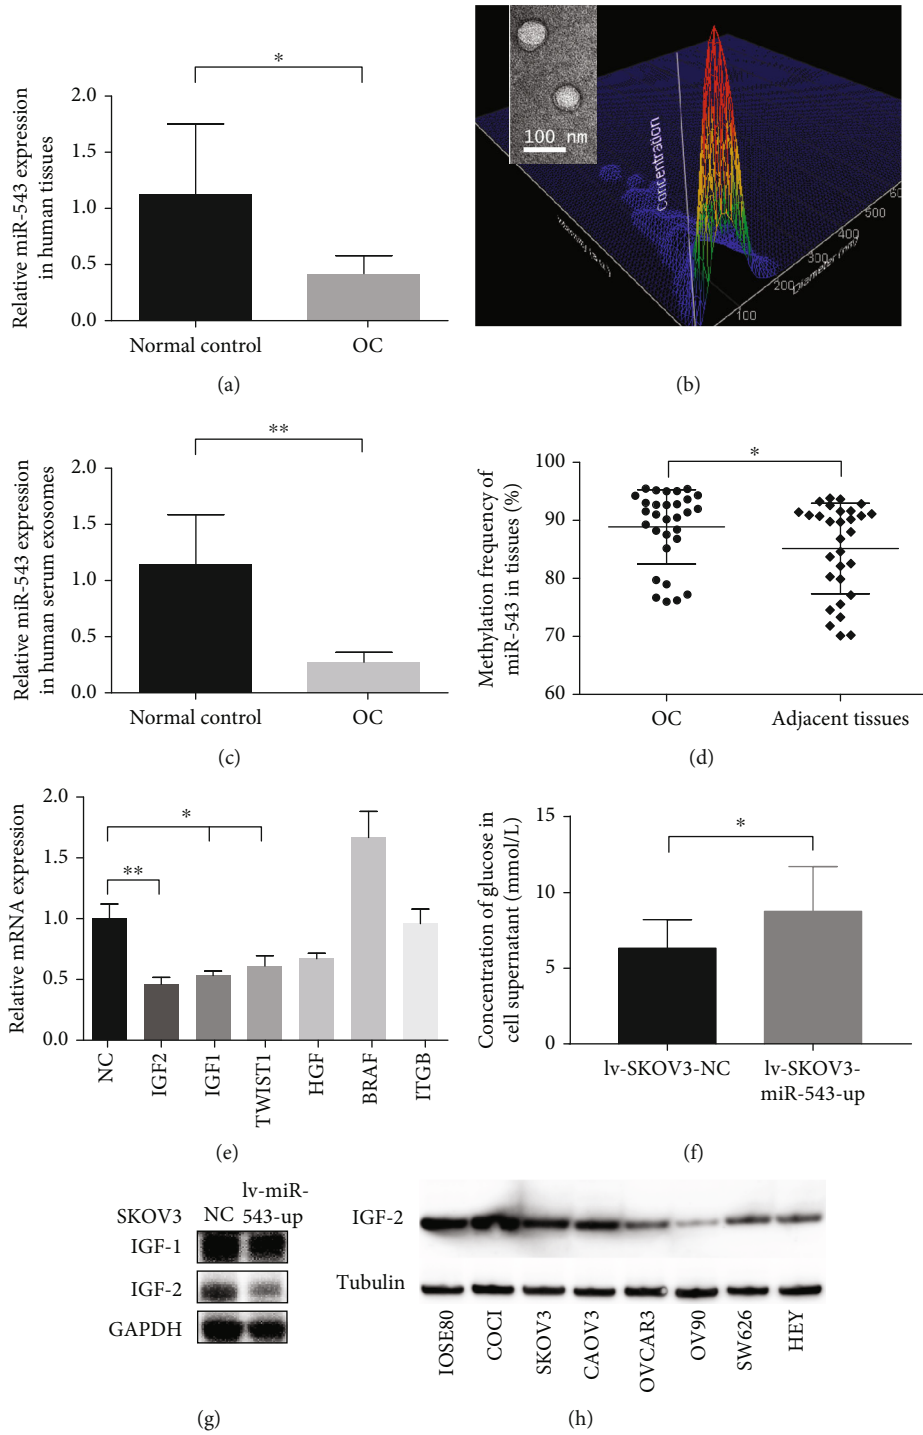 *
2.0
1.5
1.0
0.5
0.0
Relative miR-543 expression
in human tissues
Normal control
OC
(a)
100 nm
Concentration
100
200
300
400
500
Diameter (nm)
(b)
**
2.0
1.5
1.0
0.5
0.0
Relative miR-543 expression
in human serum exosomes
Normal control
OC
(c)
*
100
90
80
70
60
Methylation frequency of
miR-543 in tissues (%)
OC
Adjacent tissues
(d)
*
**
2.0
1.5
1.0
0.5
0.0
Relative mRNA expression
NC
IGF2
IGF1
TWIST1
HGF
BRAF
ITGB
(e)
*
15
10
5
0
Concentration of glucose in
cell supernatant (mmol/L)
lv-SKOV3-NC
lv-SKOV3-
miR-543-up
(f)
SKOV3
NC
lv-miR-
543-up
IGF-1
IGF-2
GAPDH
(g)
IGF-2
Tubulin
IOSE80
COCI
SKOV3
CAOV3
OVCAR3
OV90
SW626
HEY
(h)